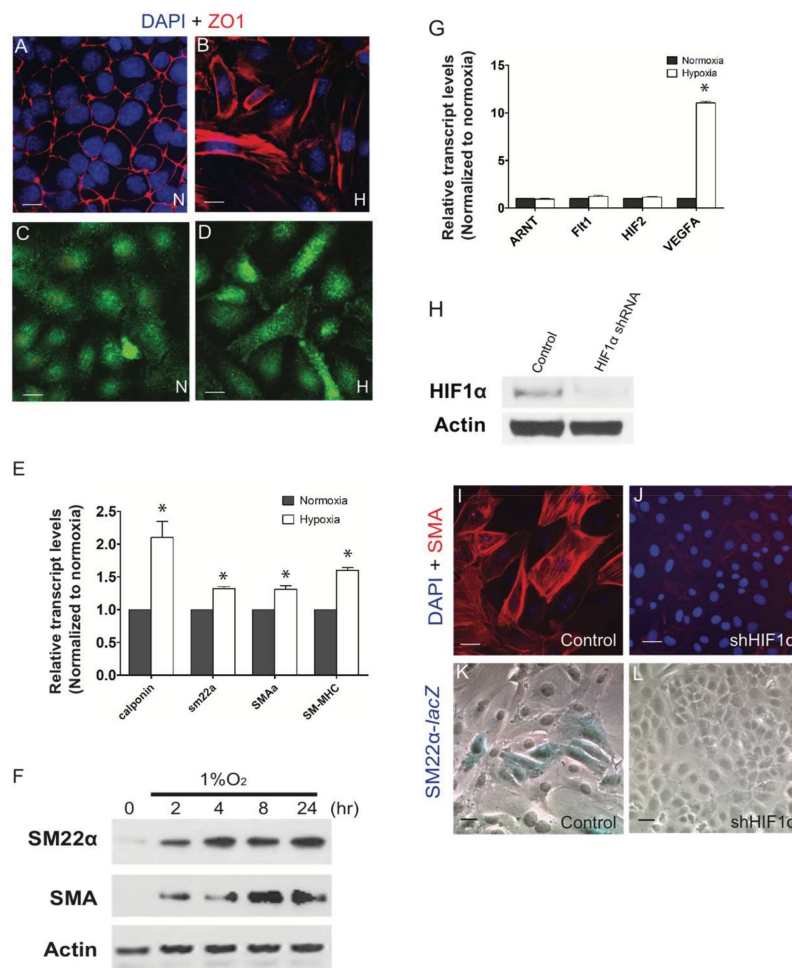 DAPI + ZO1
A
B
N
H
C
D
N
H
E
Relative transcript levels
(Normalized to normoxia)
2.5
2.0
1.5
1.0
0.5
0.0
Normoxia
Hypoxia
*
*
*
*
calponin
sm22a
SMAa
SM-MHC
F
1%O2
0 2 4 8 24 (hr)
SM22α
SMA
Actin
G
Relative transcript levels
(Normalized to normoxia)
15
10
5
0
Normoxia
Hypoxia
*
ARNT
Flt1
HIF2
VEGFA
H
Control
HIF1α shRNA
HIF1α
Actin
DAPI + SMA
I
J
Control
shHIF1α
SM22α-lacZ
K
L
Control
shHIF1α